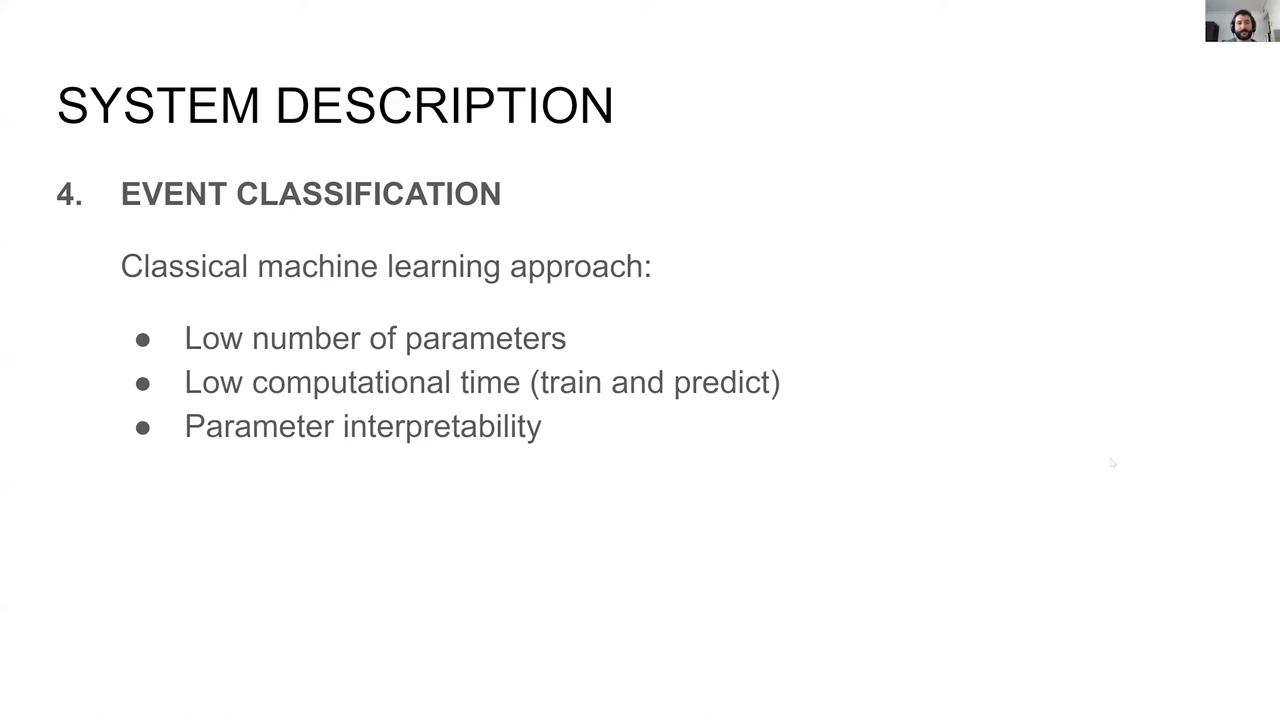 SYSTEM DESCRIPTION
4. EVENT CLASSIFICATION
Classical machine learning approach:
● Low number of parameters
● Low computational time (train and predict)
● Parameter interpretability